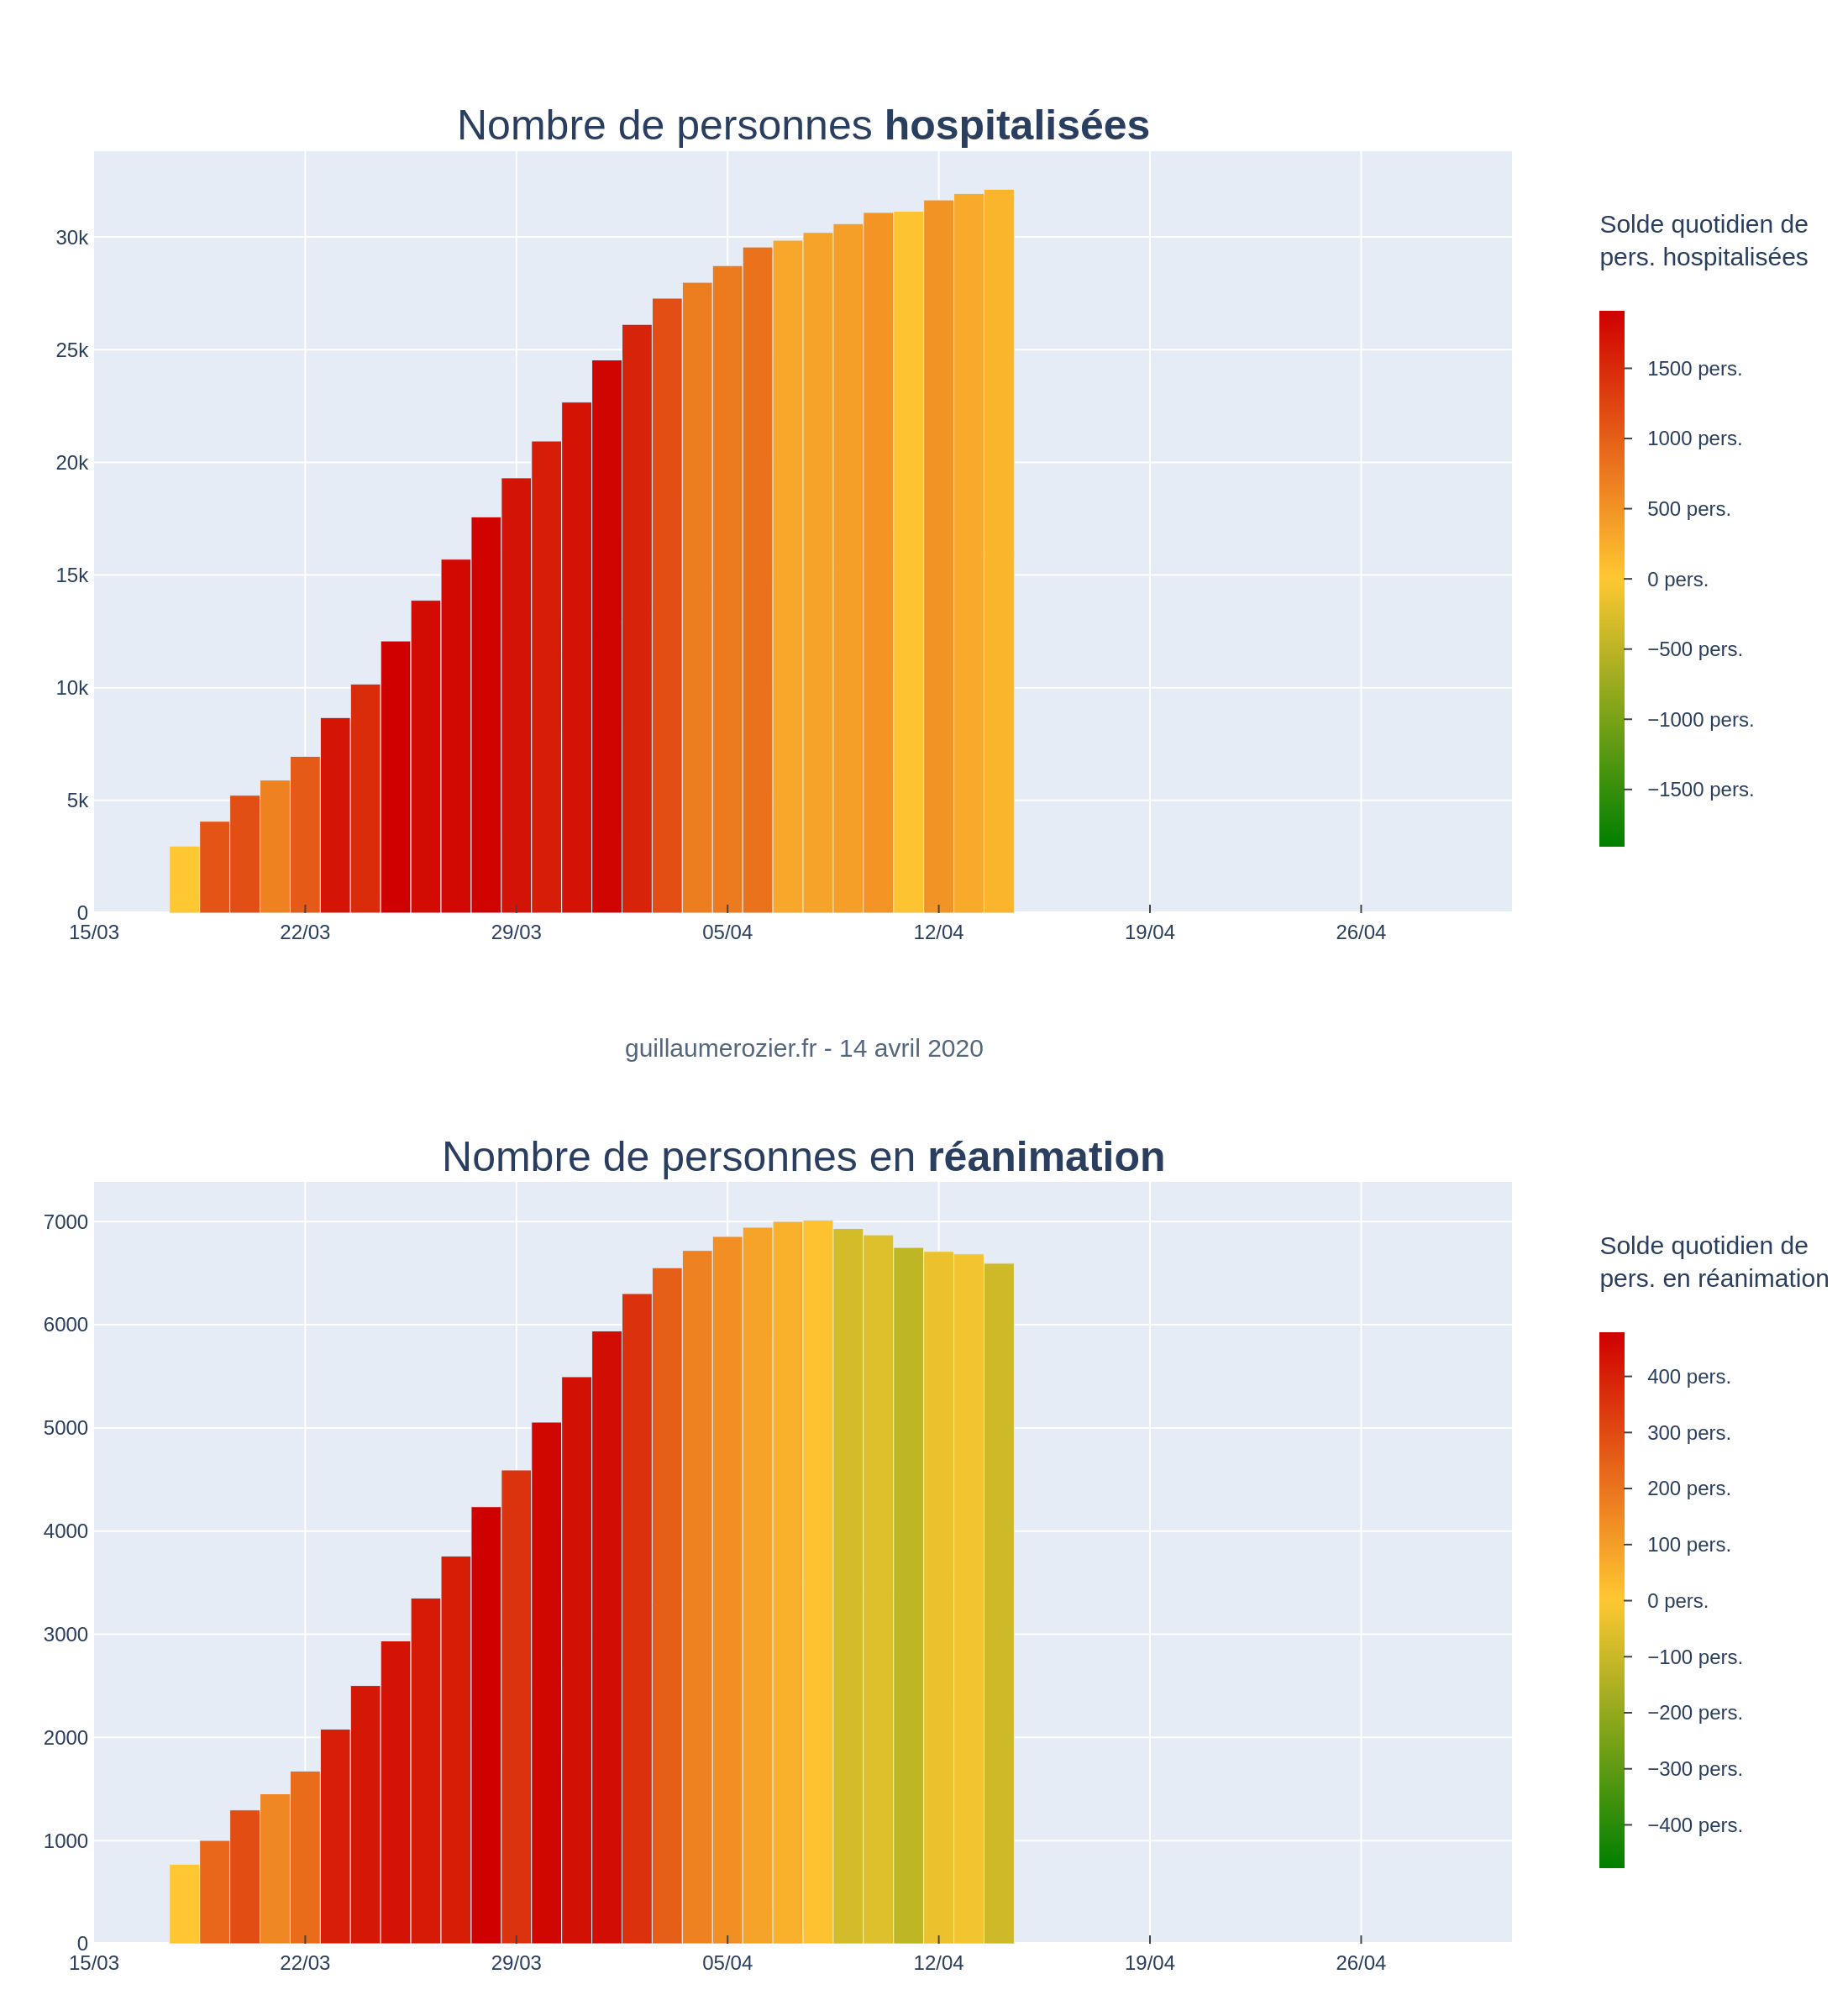 Nombre de personnes hospitalisées
30k
25k
20k
15k
10k
5k
0
15/03 22/03 29/03 05/04 12/04 19/04 26/04
Solde quotidien de
pers. hospitalisées
1500 pers.
1000 pers.
500 pers.
0 pers.
−500 pers.
−1000 pers.
−1500 pers.
guillaumerozier.fr - 14 avril 2020
Nombre de personnes en réanimation
7000
6000
5000
4000
3000
2000
1000
0
15/03 22/03 29/03 05/04 12/04 19/04 26/04
Solde quotidien de
pers. en réanimation
400 pers.
300 pers.
200 pers.
100 pers.
0 pers.
−100 pers.
−200 pers.
−300 pers.
−400 pers.